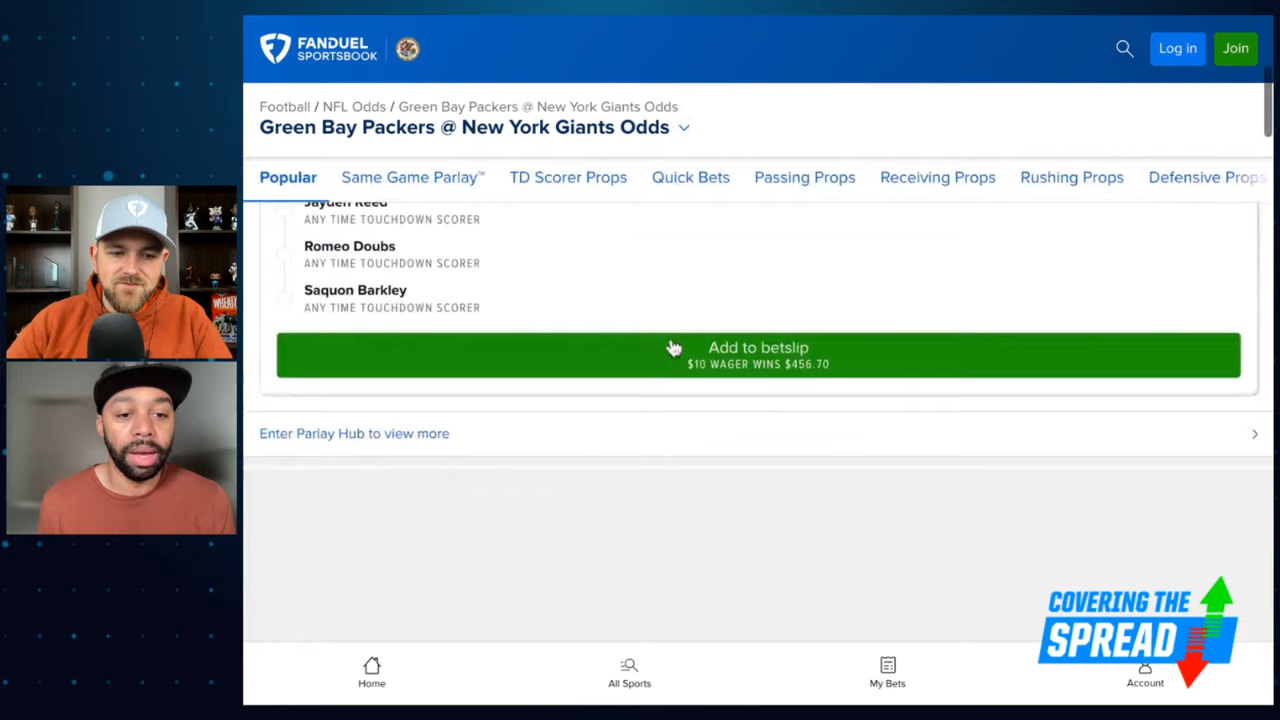 FANDUEL
SPORTSBOOK
Log in
Join
Football / NFL Odds / Green Bay Packers @ New York Giants Odds
Green Bay Packers @ New York Giants Odds
Popular
Same Game Parlay™
TD Scorer Props
Quick Bets
Passing Props
Receiving Props
Rushing Props
Defensive Props
Jayden Reed
ANY TIME TOUCHDOWN SCORER
Romeo Doubs
ANY TIME TOUCHDOWN SCORER
Saquon Barkley
ANY TIME TOUCHDOWN SCORER
Add to betslip
$10 WAGER WINS $456.70
Enter Parlay Hub to view more
WHEATIES
COVERING THE
SPREAD
Home
All Sports
My Bets
Account